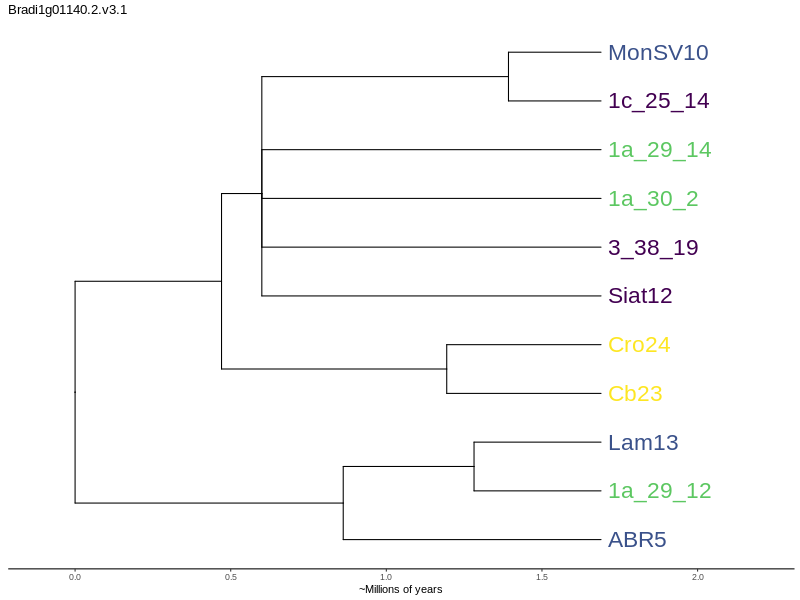 Bradi1g01140.2.v3.1
MonSV10
1c_25_14
1a_29_14
1a_30_2
3_38_19
Siat12
Cro24
Cb23
Lam13
1a_29_12
ABR5
0.0 0.5 1.0 1.5 2.0
~Millions of years